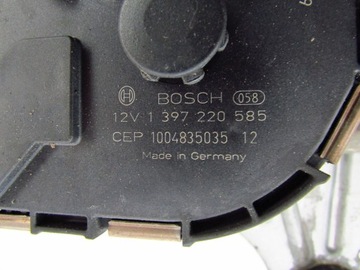 BOSCH 058
12V 1 397 220 585
CEP 1004835035 12
Made in Germany